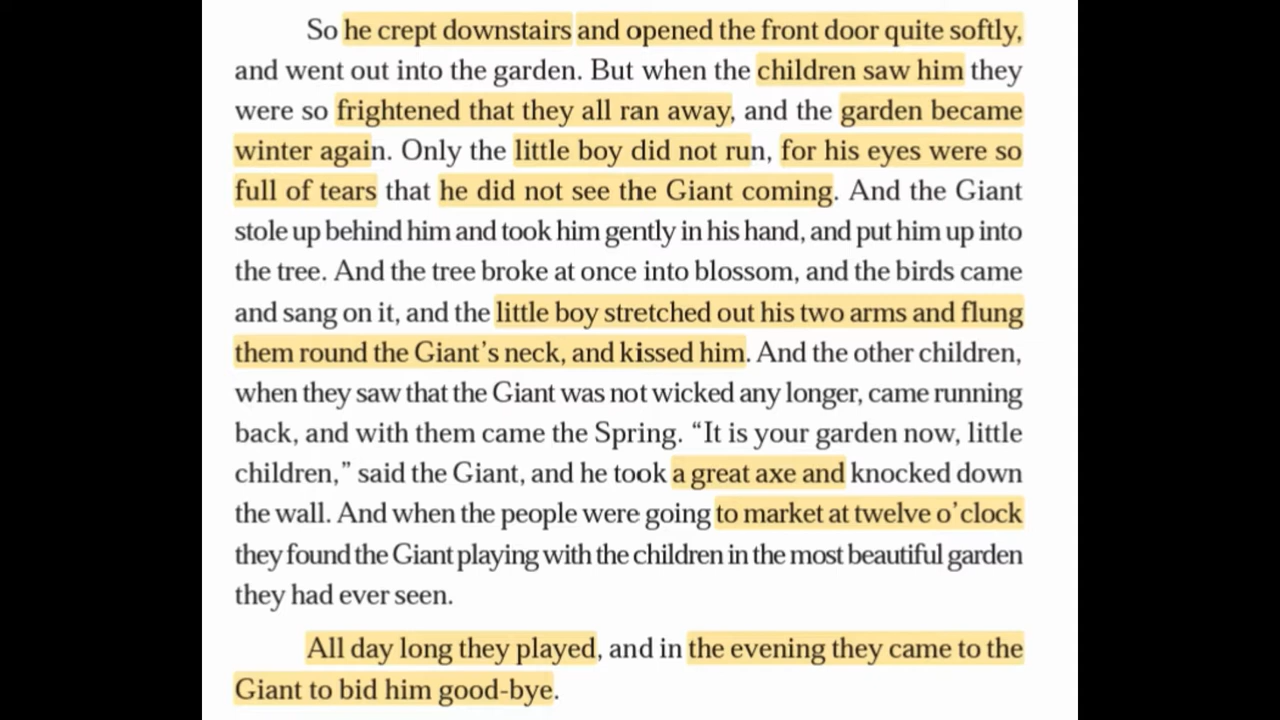 So he crept downstairs and opened the front door quite softly,
and went out into the garden. But when the children saw him they
were so frightened that they all ran away, and the garden became
winter again. Only the little boy did not run, for his eyes were so
full of tears that he did not see the Giant coming. And the Giant
stole up behind him and took him gently in his hand, and put him up into
the tree. And the tree broke at once into blossom, and the birds came
and sang on it, and the little boy stretched out his two arms and flung
them round the Giant’s neck, and kissed him. And the other children,
when they saw that the Giant was not wicked any longer, came running
back, and with them came the Spring. “It is your garden now, little
children,” said the Giant, and he took a great axe and knocked down
the wall. And when the people were going to market at twelve o’clock
they found the Giant playing with the children in the most beautiful garden
they had ever seen.
All day long they played, and in the evening they came to the
Giant to bid him good-bye.